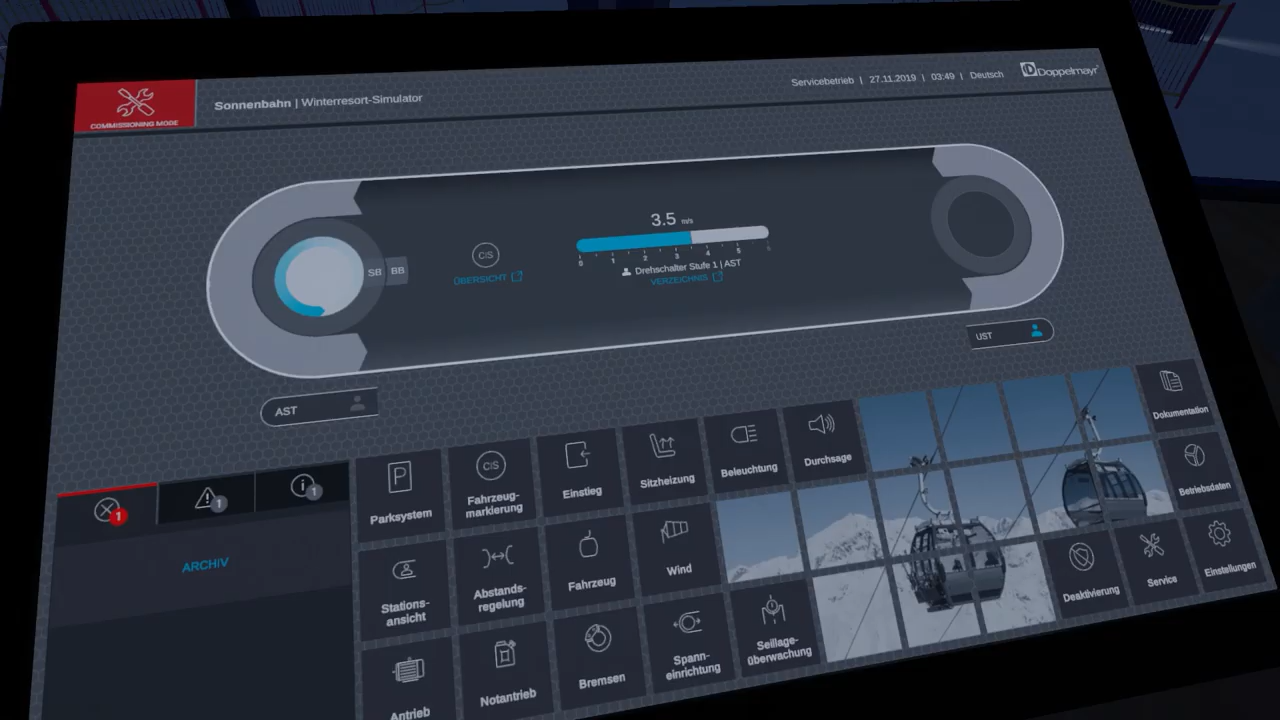 COMMISSIONING MODE
Sonnenbahn | Winterresort-Simulator
Servicebetrieb | 27.11.2019 | 03:49 | Deutsch
Doppelmayr
3.5 m/s
0 1 2 3 4 5 6
SB BB
CiS
ÜBERSICHT
Drehschalter Stufe 1 | AST
VERZEICHNIS
UST
AST
1 1 1
ARCHIV
P
Parksystem
CiS
Fahrzeug-
markierung
Einstieg
Sitzheizung
Beleuchtung
Durchsage
Dokumentation
Stations-
ansicht
Abstands-
regelung
Fahrzeug
Wind
Betriebsdaten
Antrieb
Notantrieb
Bremsen
Spann-
einrichtung
Seillage-
überwachung
Deaktivierung
Service
Einstellungen